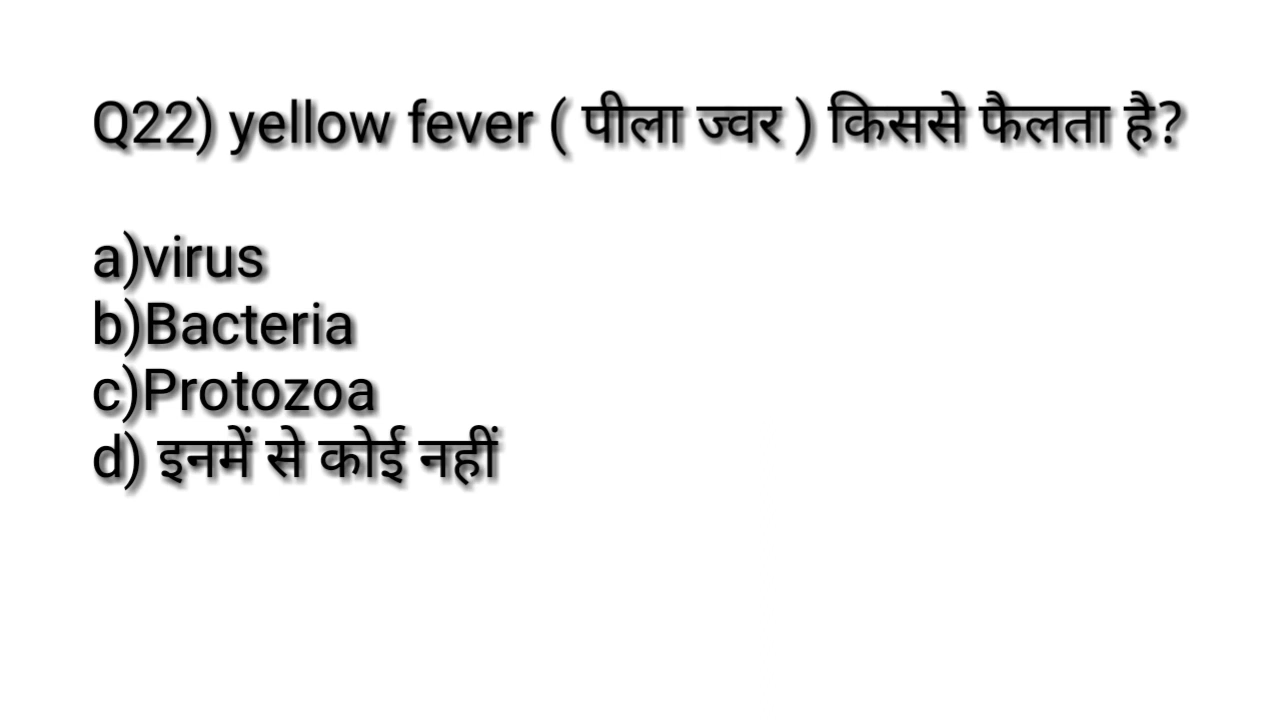 Q22) yellow fever ( पीला ज्वर ) किससे फैलता है?
a)virus
b)Bacteria
c)Protozoa
d) इनमें से कोई नहीं